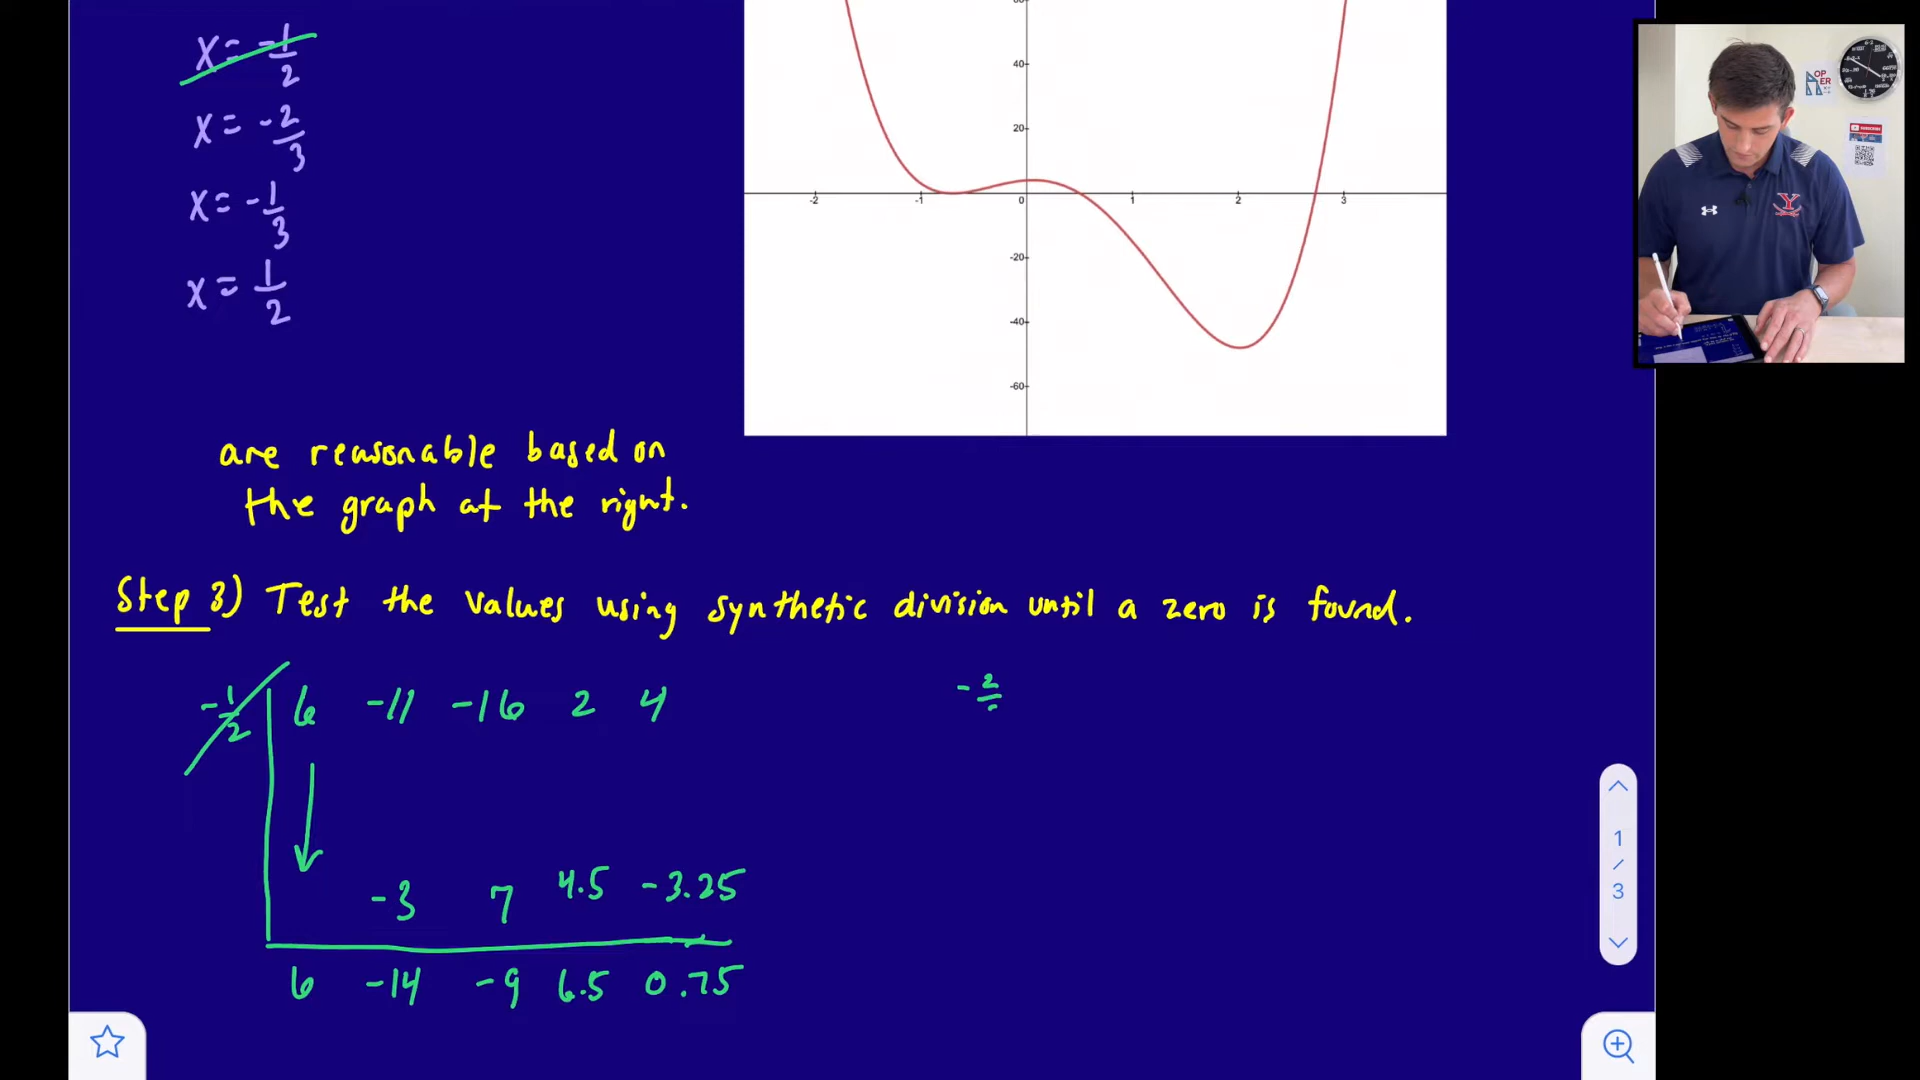 x = -1/2
x = -2/3
x = -1/3
x = 1/2
are reasonable based on
the graph at the right.
40
20
-2 -1 0 1 2 3
-20
-40
-60
OP
ER
SUBSCRIBE
Y
Step 3) Test the values using synthetic division until a zero is found.
-1/2 6 -11 -16 2 4
-3 7 4.5 -3.25
6 -14 -9 6.5 0.75
-2/
1
/
3